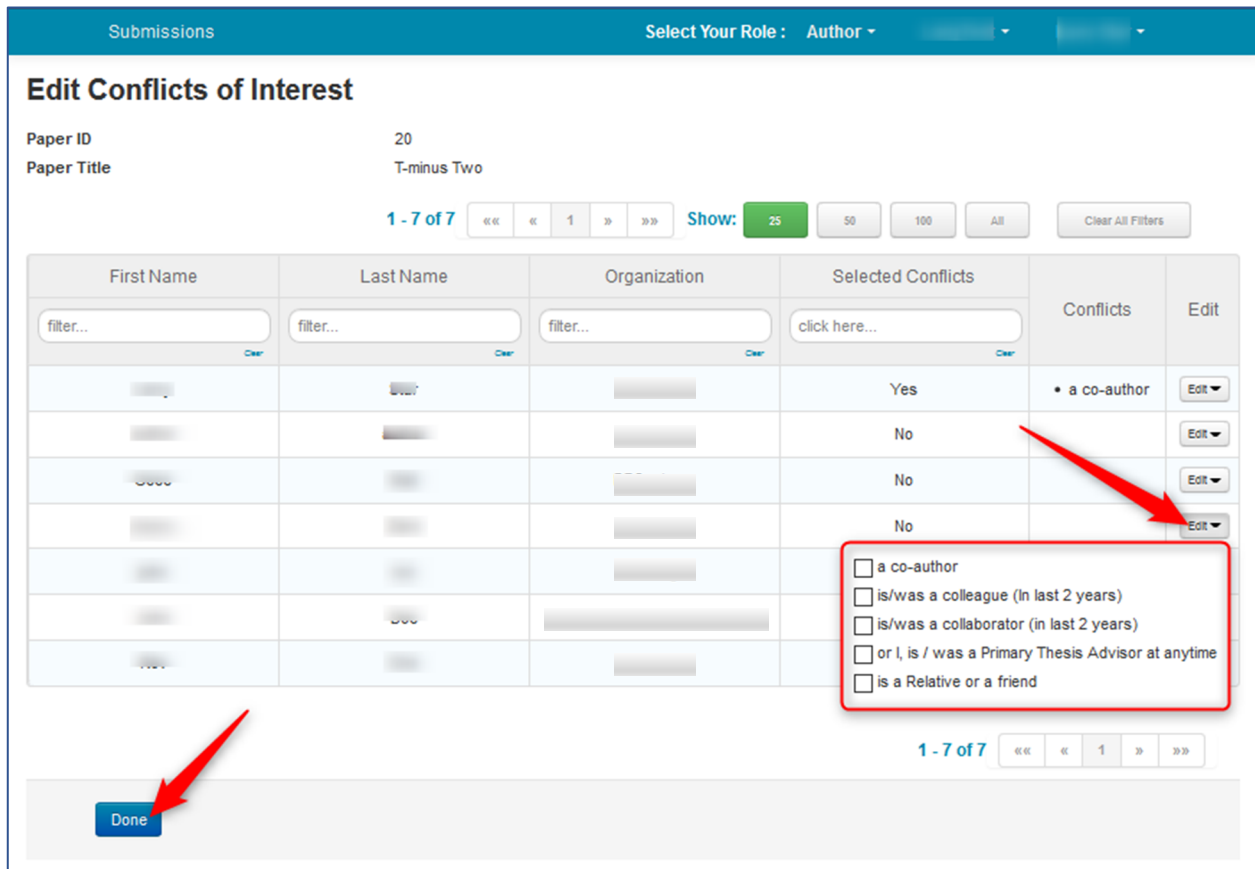 Submissions Select Your Role : Author
Edit Conflicts of Interest
Paper ID 20
Paper Title T-minus Two
1 - 7 of 7 «« « 1 » »» Show: 25 50 100 All Clear All Filters
First Name Last Name Organization Selected Conflicts Conflicts Edit
filter... filter... filter... click here...
Clear Clear Clear Clear
Yes • a co-author Edit
No Edit
No Edit
No Edit
a co-author
is/was a colleague (In last 2 years)
is/was a collaborator (in last 2 years)
or I, is / was a Primary Thesis Advisor at anytime
is a Relative or a friend
1 - 7 of 7 «« « 1 » »»
Done